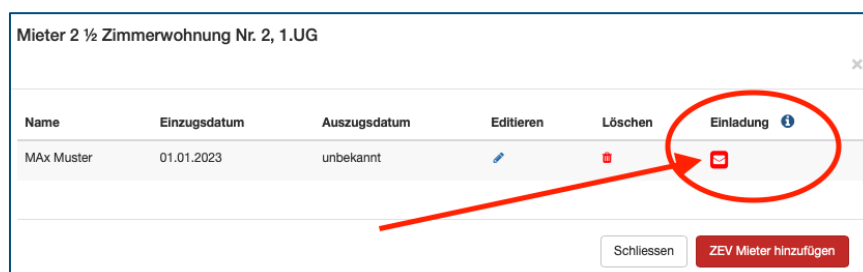 Mieter 2 ½ Zimmerwohnung Nr. 2, 1.UG
Name Einzugsdatum Auszugsdatum Editieren Löschen Einladung
MAx Muster 01.01.2023 unbekannt
Schliessen ZEV Mieter hinzufügen